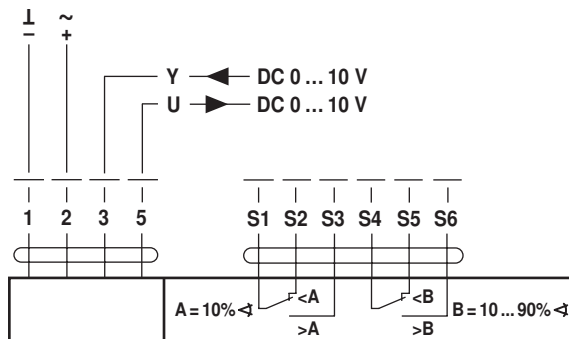 ⊥ ~
− +
Y DC 0 ... 10 V
U DC 0 ... 10 V
1 2 3 5 S1 S2 S3 S4 S5 S6
A = 10% ∢ <A <B B = 10 ... 90% ∢
>A >B